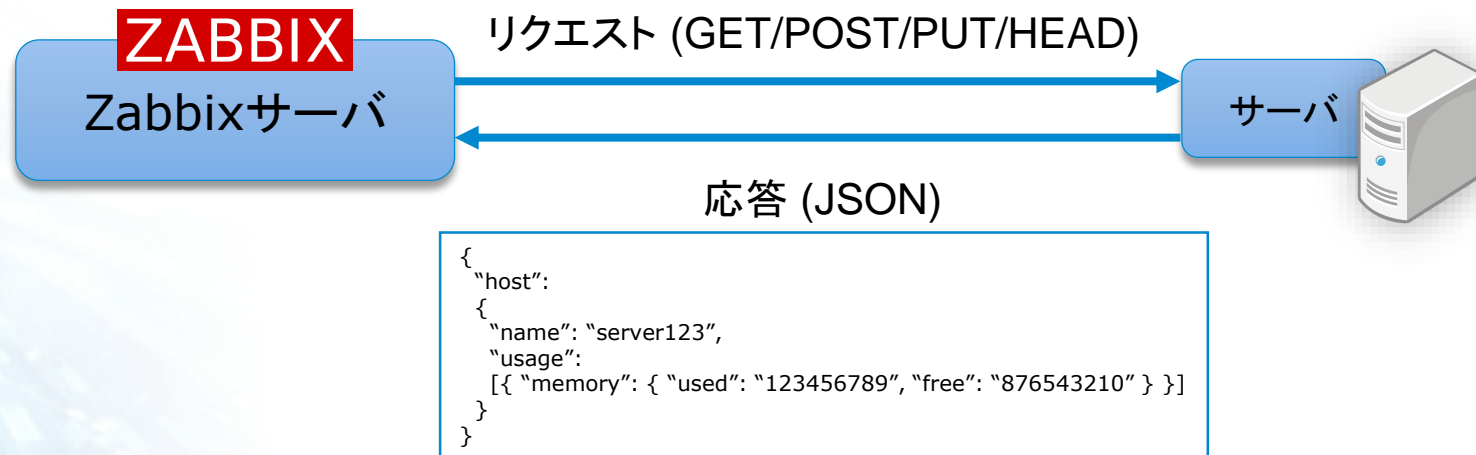 ZABBIX
Zabbixサーバ
リクエスト (GET/POST/PUT/HEAD)
サーバ
応答 (JSON)
{
“host”:
{
“name”: “server123”,
“usage”:
[{ “memory”: { “used”: “123456789”, “free”: “876543210” } }]
}
}